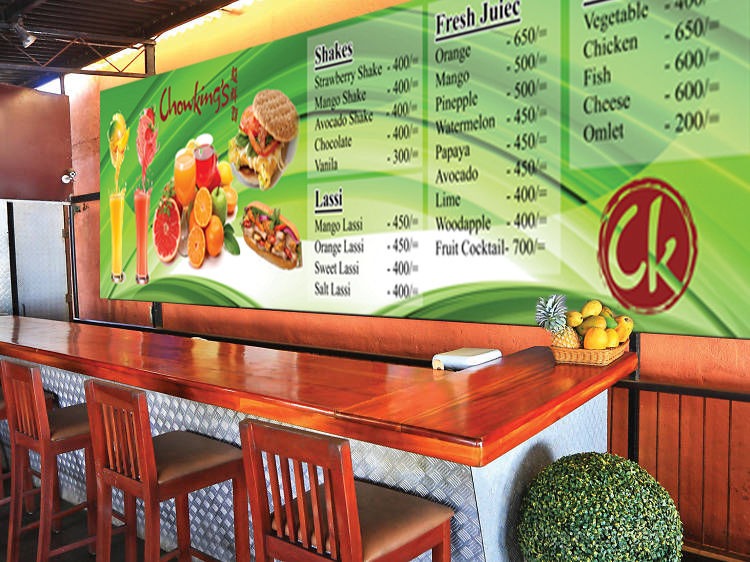 Chowking's
Shakes
Strawberry Shake - 400/=
Mango Shake - 400/=
Avocado Shake - 400/=
Chocolate - 400/=
Vanila - 300/=
Lassi
Mango Lassi - 450/=
Orange Lassi - 450/=
Sweet Lassi - 400/=
Salt Lassi - 400/=
Fresh Juiec
Orange - 650/=
Mango - 500/=
Pinepple - 500/=
Watermelon - 450/=
Papaya - 450/=
Avocado - 450/=
Lime - 400/=
Woodapple - 400/=
Fruit Cocktail- 700/=
Vegetable - 400/=
Chicken - 650/=
Fish - 600/=
Cheese - 600/=
Omlet - 200/=
Ck